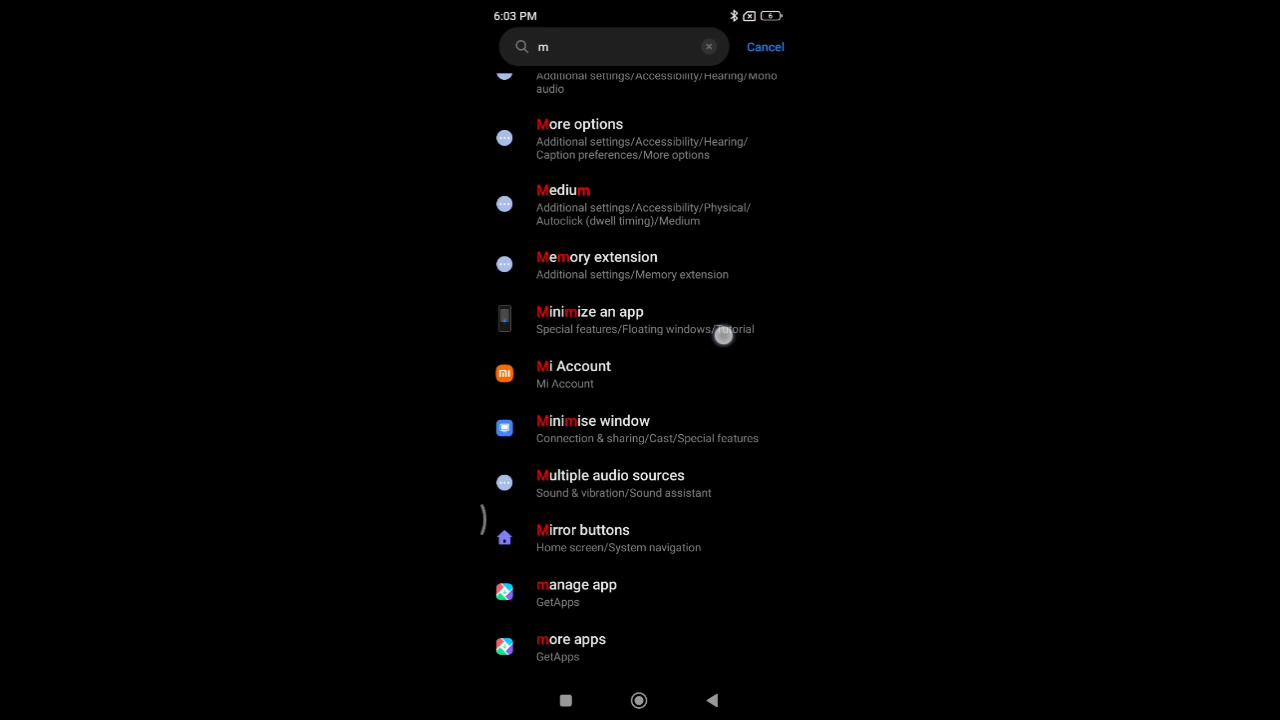 6:03 PM
6
m
Cancel
Additional settings/Accessibility/Hearing/Mono
audio
More options
Additional settings/Accessibility/Hearing/
Caption preferences/More options
Medium
Additional settings/Accessibility/Physical/
Autoclick (dwell timing)/Medium
Memory extension
Additional settings/Memory extension
Minimize an app
Special features/Floating windows/Tutorial
mi
Mi Account
Mi Account
Minimise window
Connection & sharing/Cast/Special features
Multiple audio sources
Sound & vibration/Sound assistant
Mirror buttons
Home screen/System navigation
manage app
GetApps
more apps
GetApps